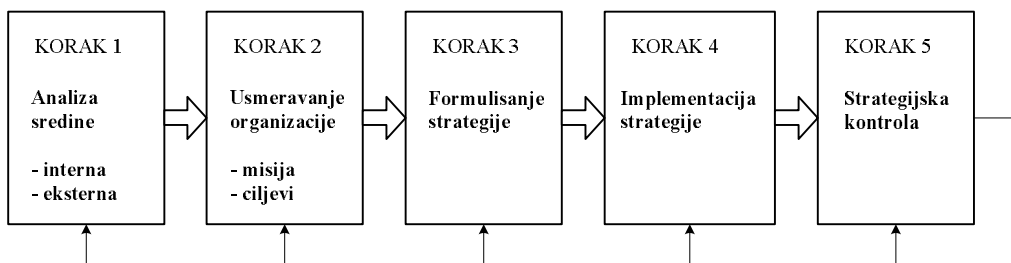 KORAK 1
Analiza
sredine
- interna
- eksterna
KORAK 2
Usmeravanje
organizacije
- misija
- ciljevi
KORAK 3
Formulisanje
strategije
KORAK 4
Implementacija
strategije
KORAK 5
Strategijska
kontrola